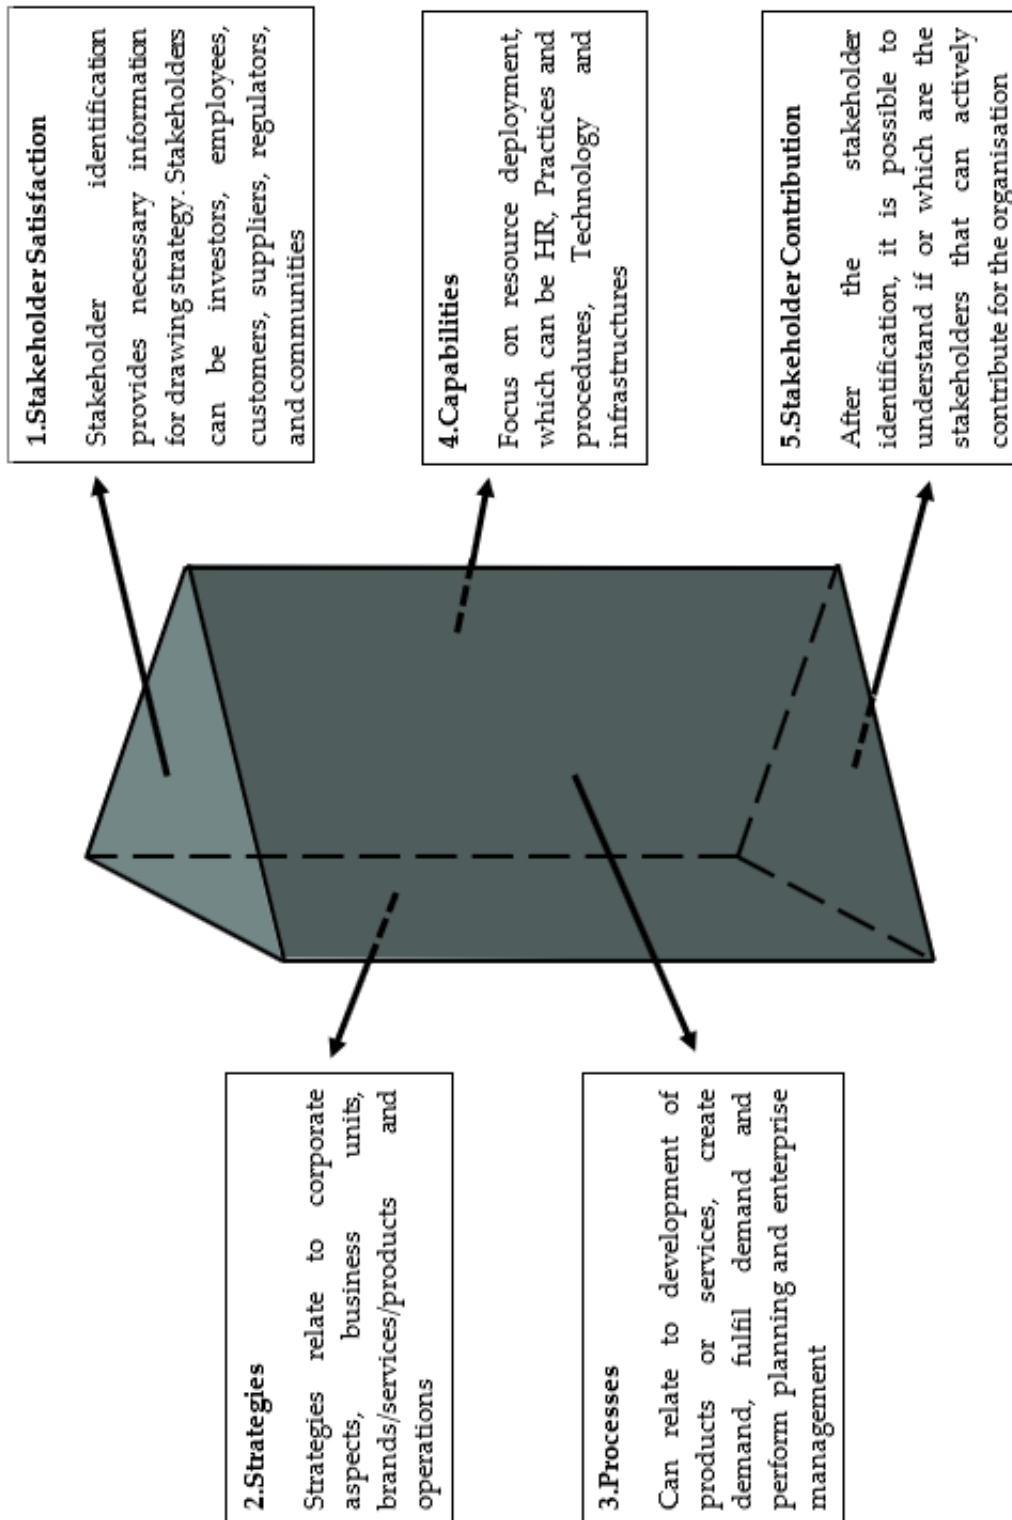 1.Stakeholder Satisfaction
Stakeholder identification
provides necessary information
for drawing strategy. Stakeholders
can be investors, employees,
customers, suppliers, regulators,
and communities
2.Strategies
Strategies relate to corporate
aspects, business units,
brands/services/products and
operations
3.Processes
Can relate to development of
products or services, create
demand, fulfil demand and
perform planning and enterprise
management
4.Capabilities
Focus on resource deployment,
which can be HR, Practices and
procedures, Technology and
infrastructures
5.Stakeholder Contribution
After the stakeholder
identification, it is possible to
understand if or which are the
stakeholders that can actively
contribute for the organisation